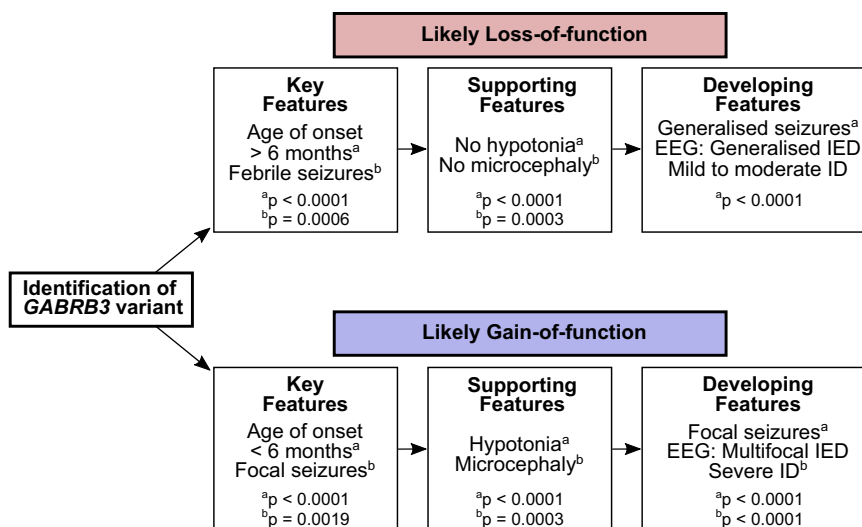 Likely Loss-of-function
Key
Features
Age of onset
> 6 monthsᵃ
Febrile seizuresᵇ
ᵃp < 0.0001
ᵇp = 0.0006
Supporting
Features
No hypotoniaᵃ
No microcephalyᵇ
ᵃp < 0.0001
ᵇp = 0.0003
Developing
Features
Generalised seizuresᵃ
EEG: Generalised IED
Mild to moderate ID
ᵃp < 0.0001
Identification of
GABRB3 variant
Likely Gain-of-function
Key
Features
Age of onset
< 6 monthsᵃ
Focal seizuresᵇ
ᵃp < 0.0001
ᵇp = 0.0019
Supporting
Features
Hypotoniaᵃ
Microcephalyᵇ
ᵃp < 0.0001
ᵇp = 0.0003
Developing
Features
Focal seizuresᵃ
EEG: Multifocal IED
Severe IDᵇ
ᵃp < 0.0001
ᵇp < 0.0001